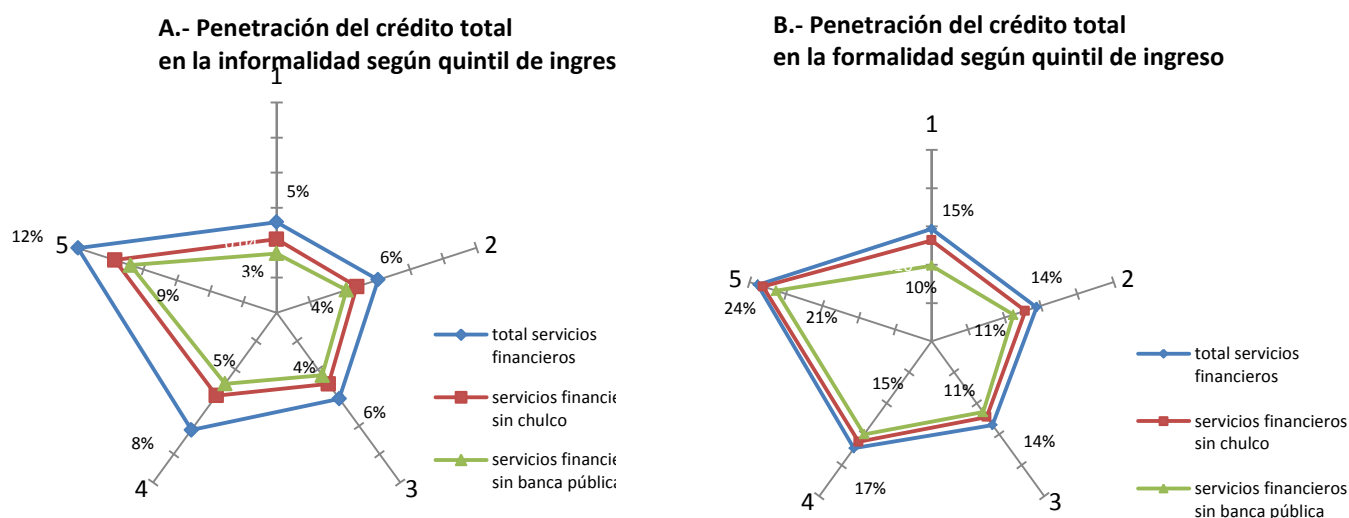 A.- Penetración del crédito total
en la informalidad según quintil de ingres
1
5%
2
6%
12%
5
3%
9%
4%
5%
4%
6%
8%
4
3
total servicios
financieros
servicios financie
sin chulco
servicios financie
sin banca pública
B.- Penetración del crédito total
en la formalidad según quintil de ingreso
1
15%
2
14%
5
24%
10%
21%
11%
15%
11%
14%
17%
4
3
total servicios
financieros
servicios financieros
sin chulco
servicios financieros
sin banca pública